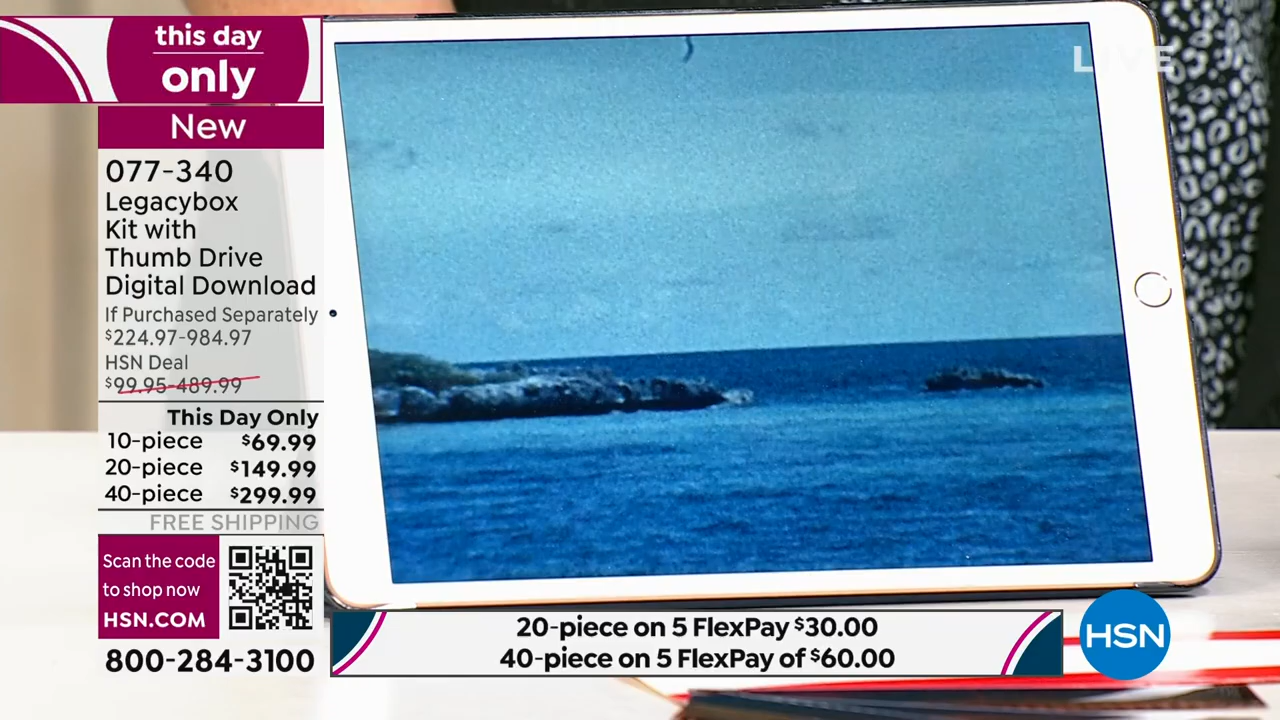 this day
only
New
077-340
Legacybox
Kit with
Thumb Drive
Digital Download
If Purchased Separately
$224.97-984.97
HSN Deal
$99.95-489.99
This Day Only
10-piece $69.99
20-piece $149.99
40-piece $299.99
FREE SHIPPING
Scan the code
to shop now
HSN.COM
800-284-3100
LIVE
20-piece on 5 FlexPay $30.00
40-piece on 5 FlexPay of $60.00
HSN